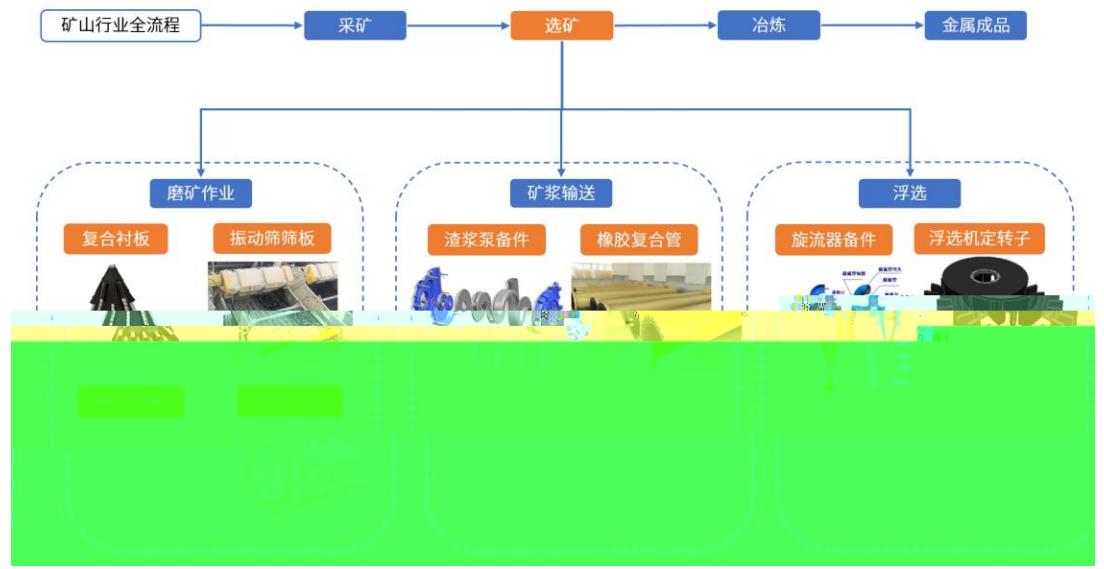 矿山行业全流程
采矿
选矿
冶炼
金属成品
磨矿作业
矿浆输送
浮选
复合衬板
振动筛筛板
渣浆泵备件
橡胶复合管
旋流器备件
浮选机定转子